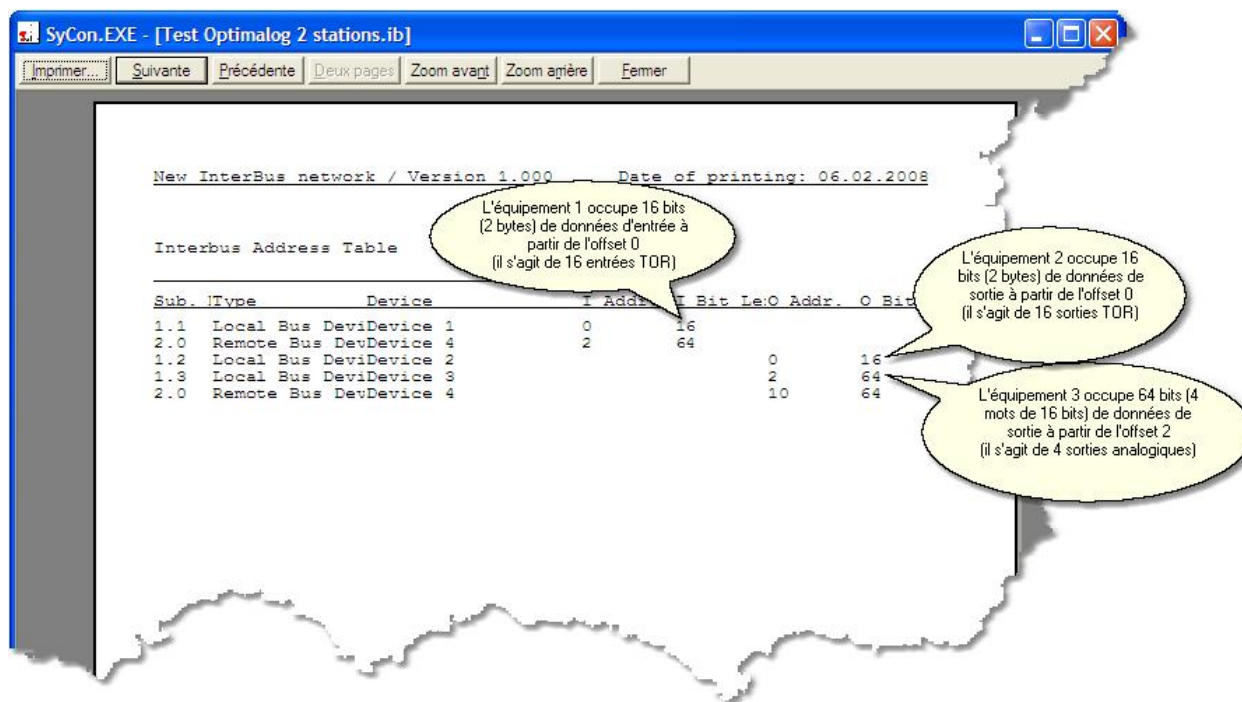 SyCon.EXE - [Test Optimalog 2 stations.ib]
Imprimer... Suivante Précédente Deux pages Zoom avant Zoom arrière Fermer
New InterBus network / Version 1.000 Date of printing: 06.02.2008
L'équipement 1 occupe 16 bits
(2 bytes) de données d'entrée à
partir de l'offset 0
(il s'agit de 16 entrées TOR)
Interbus Address Table
L'équipement 2 occupe 16
bits (2 bytes) de données de
sortie à partir de l'offset 0
(il s'agit de 16 sorties TOR)
Sub. Type Device I Addr I Bit Le:O Addr. O Bit
1.1 Local Bus DeviDevice 1 0 16
2.0 Remote Bus DevDevice 4 2 64
1.2 Local Bus DeviDevice 2 0 16
1.3 Local Bus DeviDevice 3 2 64
2.0 Remote Bus DevDevice 4 10 64
L'équipement 3 occupe 64 bits (4
mots de 16 bits) de données de
sortie à partir de l'offset 2
(il s'agit de 4 sorties analogiques)